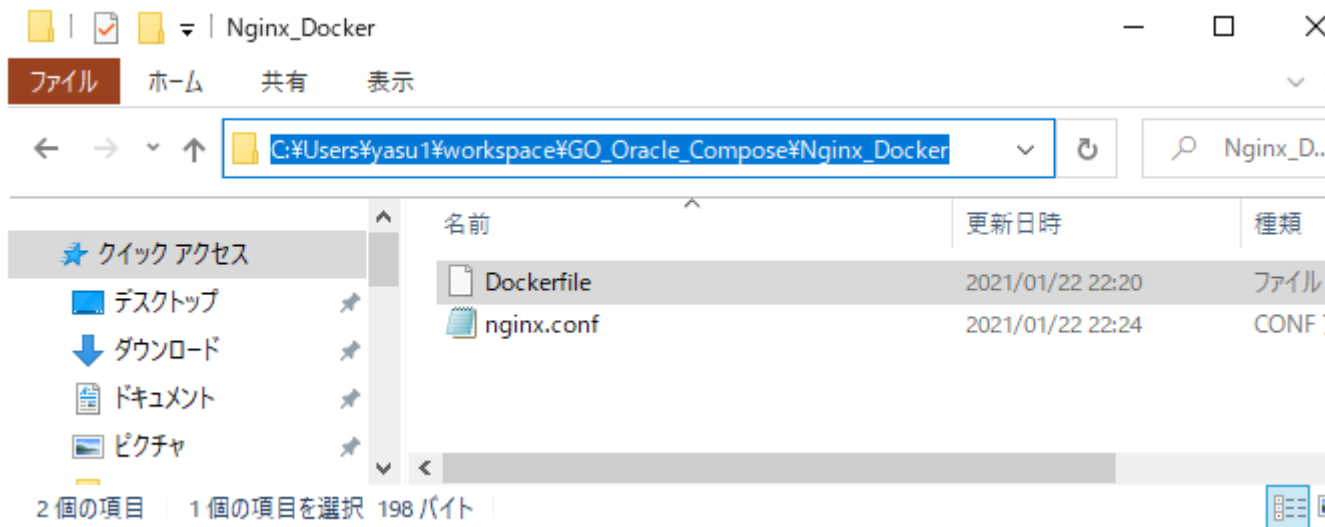 Nginx_Docker
ファイル ホーム 共有 表示
C:¥Users¥yasu1¥workspace¥GO_Oracle_Compose¥Nginx_Docker Nginx_D...
名前 更新日時 種類
クイック アクセス
Dockerfile 2021/01/22 22:20 ファイル
デスクトップ
nginx.conf 2021/01/22 22:24 CONF
ダウンロード
ドキュメント
ピクチャ
2 個の項目 1 個の項目を選択 198 バイト